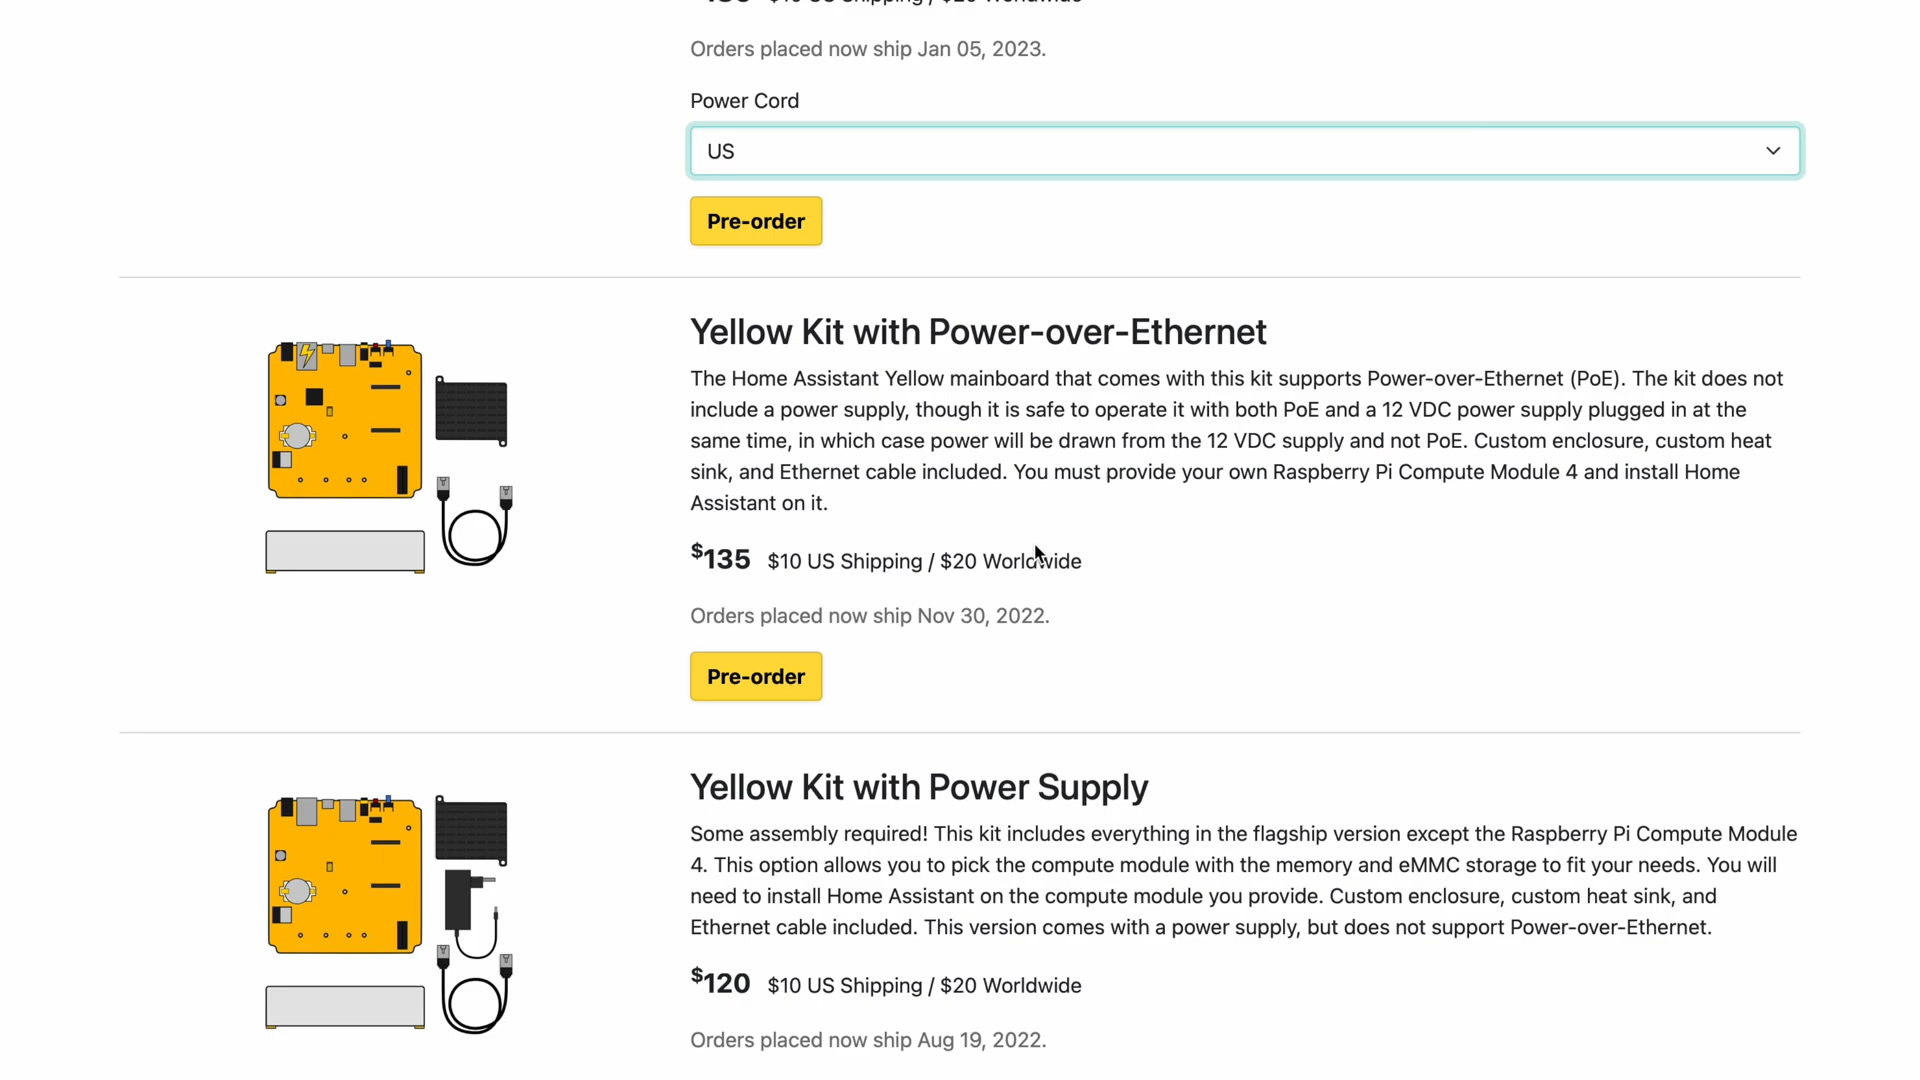 Orders placed now ship Jan 05, 2023.
Power Cord
US
Pre-order
Yellow Kit with Power-over-Ethernet
The Home Assistant Yellow mainboard that comes with this kit supports Power-over-Ethernet (PoE). The kit does not
include a power supply, though it is safe to operate it with both PoE and a 12 VDC power supply plugged in at the
same time, in which case power will be drawn from the 12 VDC supply and not PoE. Custom enclosure, custom heat
sink, and Ethernet cable included. You must provide your own Raspberry Pi Compute Module 4 and install Home
Assistant on it.
$135 $10 US Shipping / $20 Worldwide
Orders placed now ship Nov 30, 2022.
Pre-order
Yellow Kit with Power Supply
Some assembly required! This kit includes everything in the flagship version except the Raspberry Pi Compute Module
4. This option allows you to pick the compute module with the memory and eMMC storage to fit your needs. You will
need to install Home Assistant on the compute module you provide. Custom enclosure, custom heat sink, and
Ethernet cable included. This version comes with a power supply, but does not support Power-over-Ethernet.
$120 $10 US Shipping / $20 Worldwide
Orders placed now ship Aug 19, 2022.